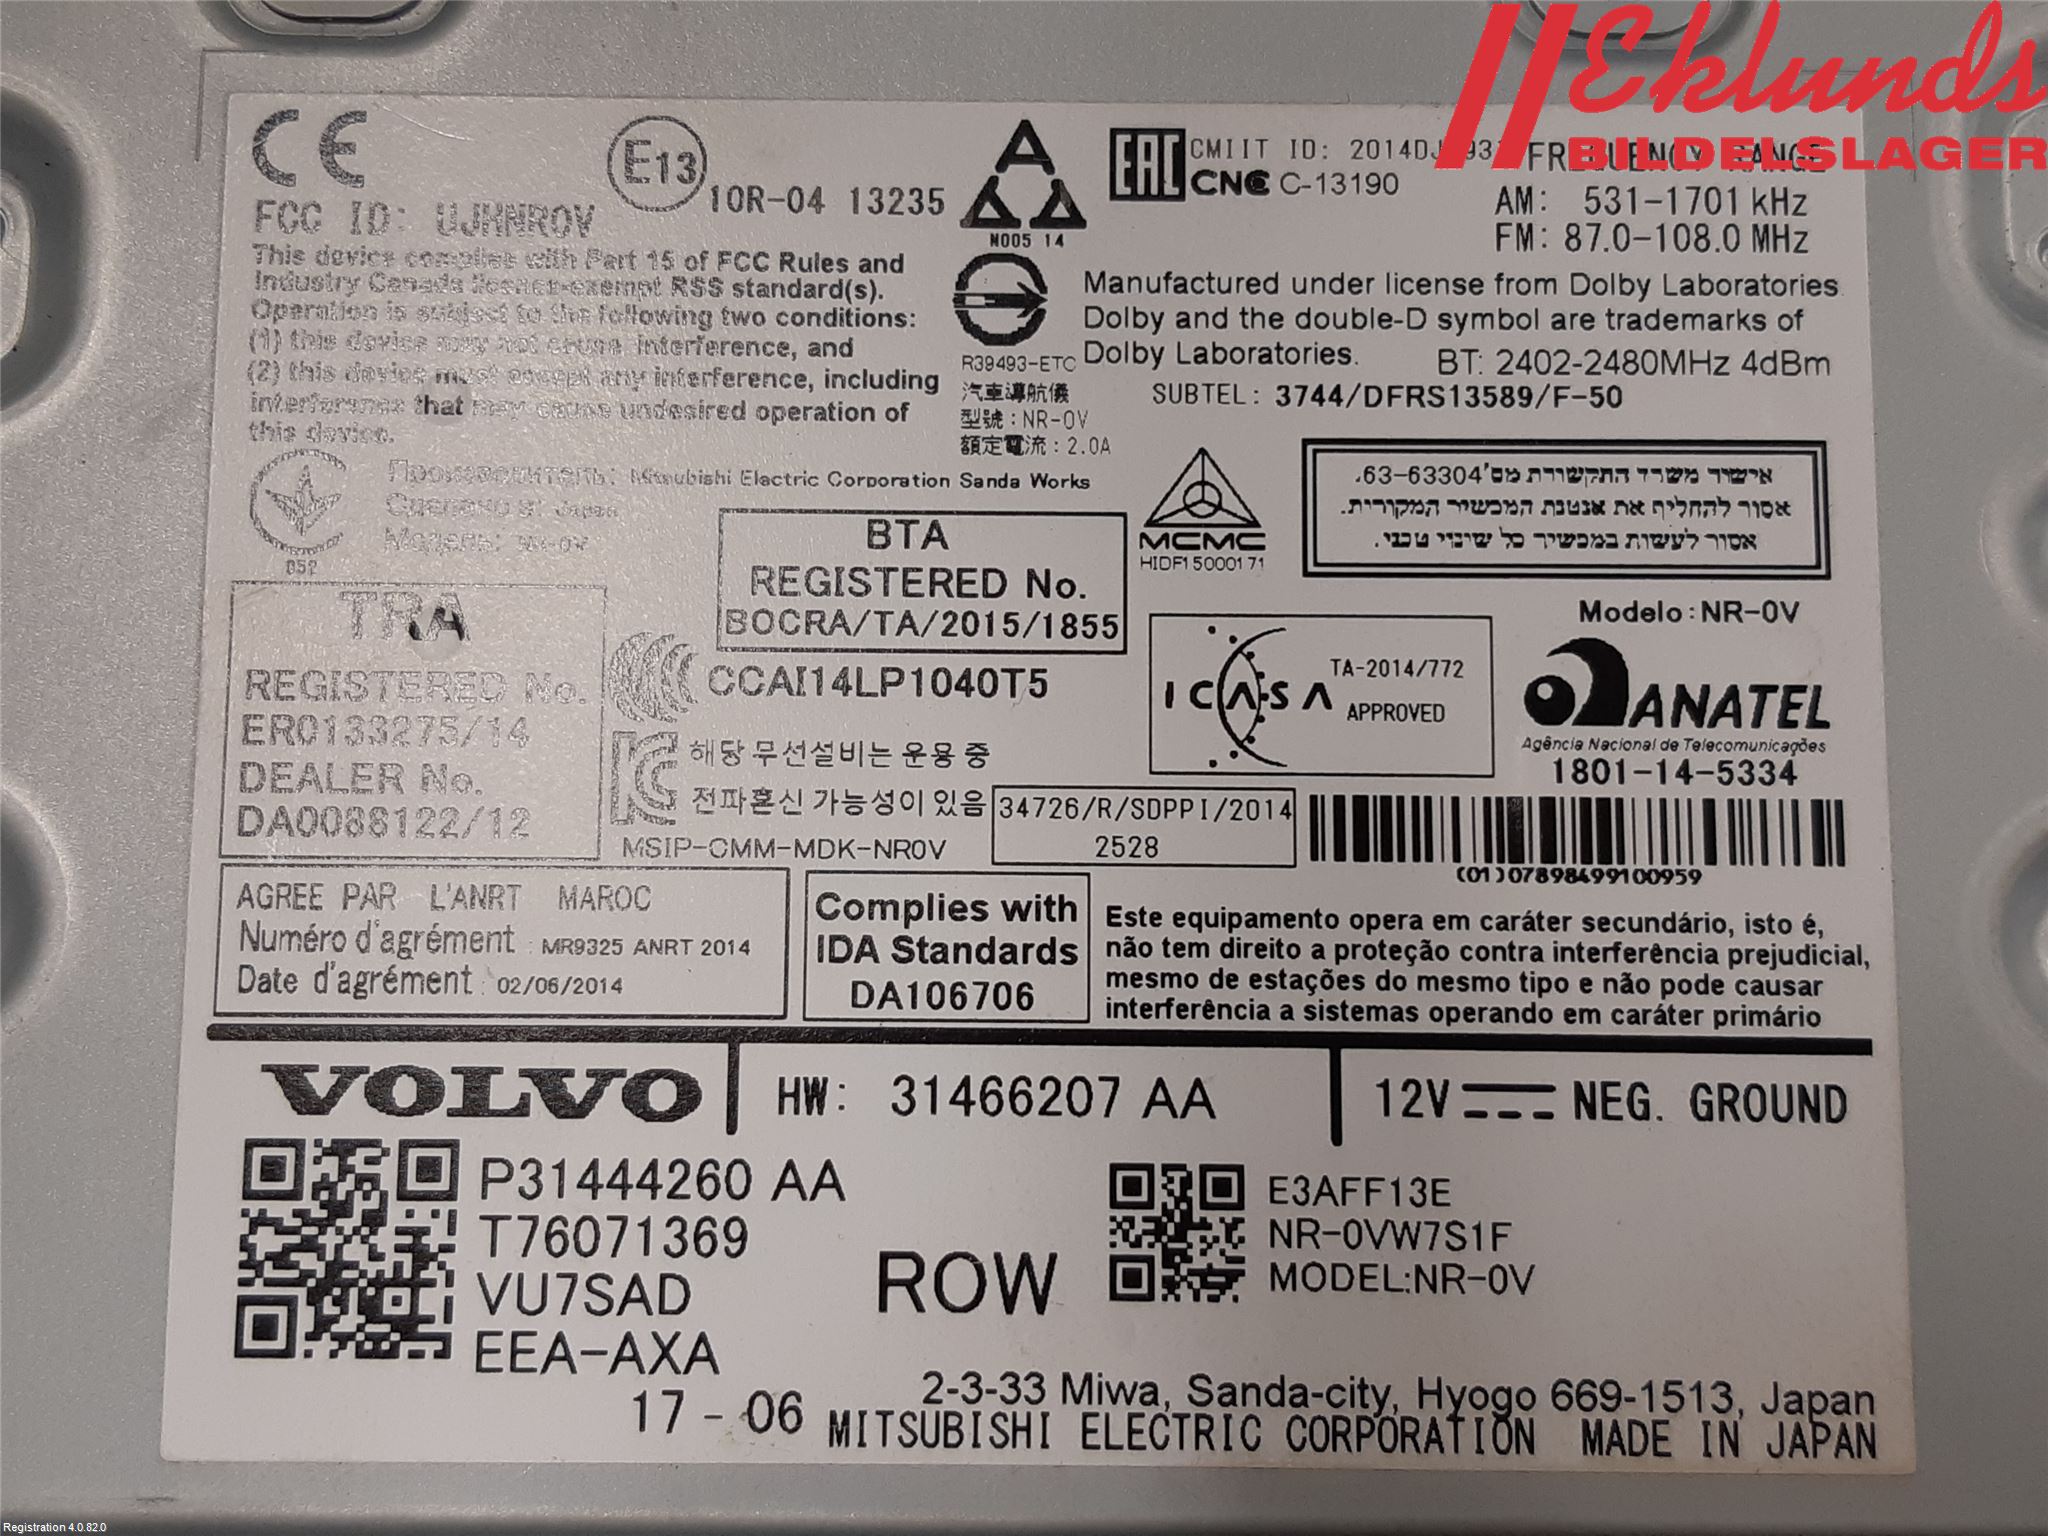 Eklunds
BILDELSLAGER
CE
E13
10R-04 13235
FCC ID: UJHNR0V
This device complies with Part 15 of FCC Rules and
Industry Canada licence-exempt RSS standard(s).
Operation is subject to the following two conditions:
(1) this device may not cause interference, and
(2) this device must accept any interference, including
interference that may cause undesired operation of
this device.
N005 14
R39493-ETC
汽車導航儀
型號:NR-0V
額定電流:2.0A
EAC
CMIIT ID:
CNC C-13190
FREQUENCY RANGE
AM: 531-1701 kHz
FM: 87.0-108.0 MHz
Manufactured under license from Dolby Laboratories.
Dolby and the double-D symbol are trademarks of
Dolby Laboratories.
BT: 2402-2480MHz 4dBm
SUBTEL: 3744/DFRS13589/F-50
Производитель: Mitsubishi Electric Corporation Sanda Works
Сделано в: Japan
Модель: NR-0V
BTA
REGISTERED No.
BOCRA/TA/2015/1855
MCMC
HIDF15000171
אישור משרד התקשורת מס' 63-63304.
אסור להחליף את אנטנת המכשיר המקורית.
אסור לעשות במכשיר כל שינוי טכני.
TRA
REGISTERED No.
ER0133275/14
DEALER No.
DA0088122/12
CCAI14LP1040T5
해당 무선설비는 운용 중
전파혼신 가능성이 있음
MSIP-CMM-MDK-NR0V
34726/R/SDPPI/2014
2528
ICASA
TA-2014/772
APPROVED
Modelo:NR-0V
ANATEL
Agência Nacional de Telecomunicações
1801-14-5334
(01)07898499100959
AGREE PAR L'ANRT MAROC
Numéro d'agrément : MR9325 ANRT 2014
Date d'agrément : 02/06/2014
Complies with
IDA Standards
DA106706
Este equipamento opera em caráter secundário, isto é,
não tem direito a proteção contra interferência prejudicial,
mesmo de estações do mesmo tipo e não pode causar
interferência a sistemas operando em caráter primário
VOLVO
HW: 31466207 AA
12V NEG. GROUND
P31444260 AA
T76071369
VU7SAD
EEA-AXA
17-06
ROW
E3AFF13E
NR-0VW7S1F
MODEL:NR-0V
2-3-33 Miwa, Sanda-city, Hyogo 669-1513, Japan
MITSUBISHI ELECTRIC CORPORATION MADE IN JAPAN
Registration 4.0.82.0